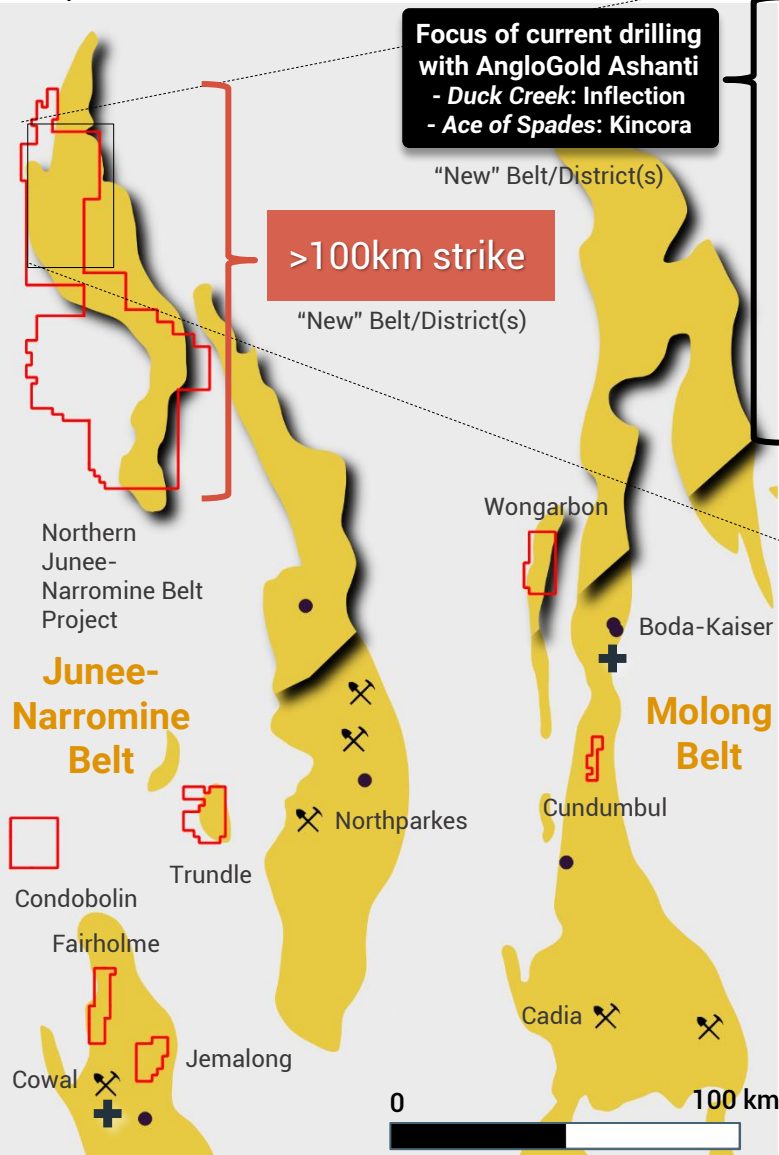 Focus of current drilling
with AngloGold Ashanti
- Duck Creek: Inflection
- Ace of Spades: Kincora
“New” Belt/District(s)
>100km strike
“New” Belt/District(s)
Wongarbon
Northern
Junee-
Narromine Belt
Project
Boda-Kaiser
Junee-
Narromine
Belt
Molong
Belt
Cundumbul
Northparkes
Trundle
Condobolin
Fairholme
Cadia
Jemalong
Cowal
0
100 km